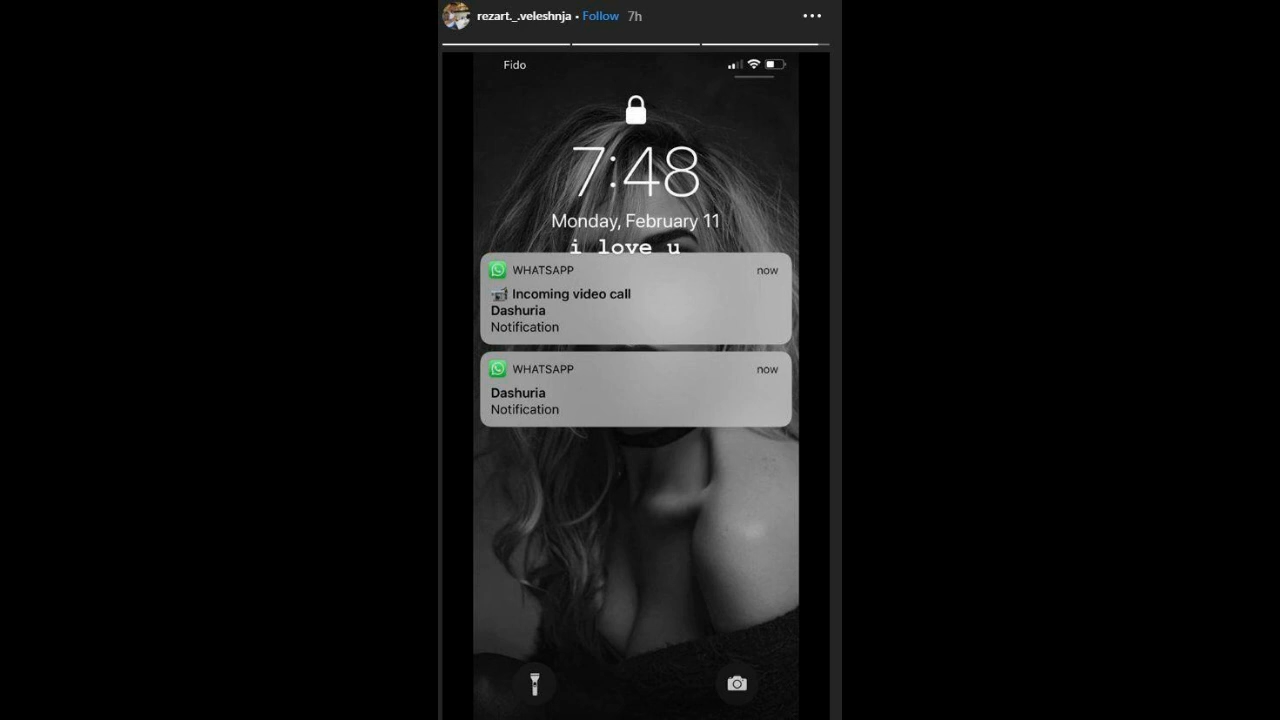 rezart._.veleshnja • Follow 7h
Fido
7:48
Monday, February 11
i love u
WHATSAPP now
Incoming video call
Dashuria
Notification
WHATSAPP now
Dashuria
Notification